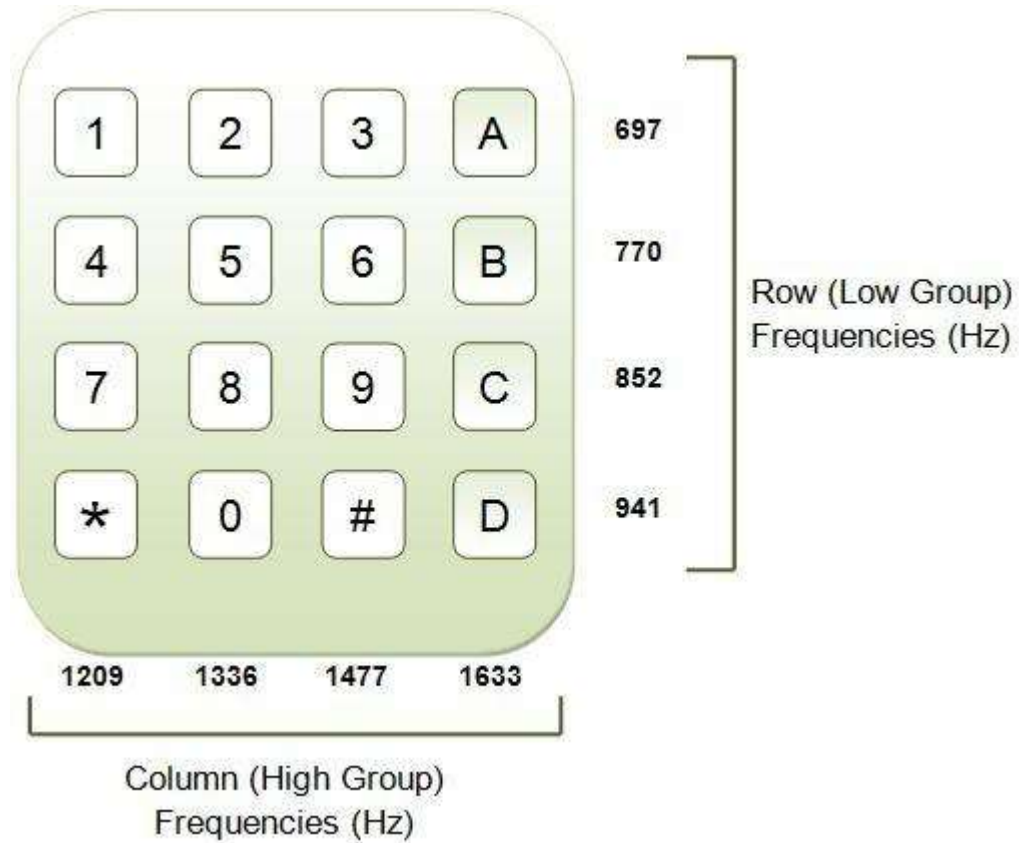 1 2 3 A 697
4 5 6 B 770
Row (Low Group)
Frequencies (Hz)
7 8 9 C 852
* 0 # D 941
1209 1336 1477 1633
Column (High Group)
Frequencies (Hz)